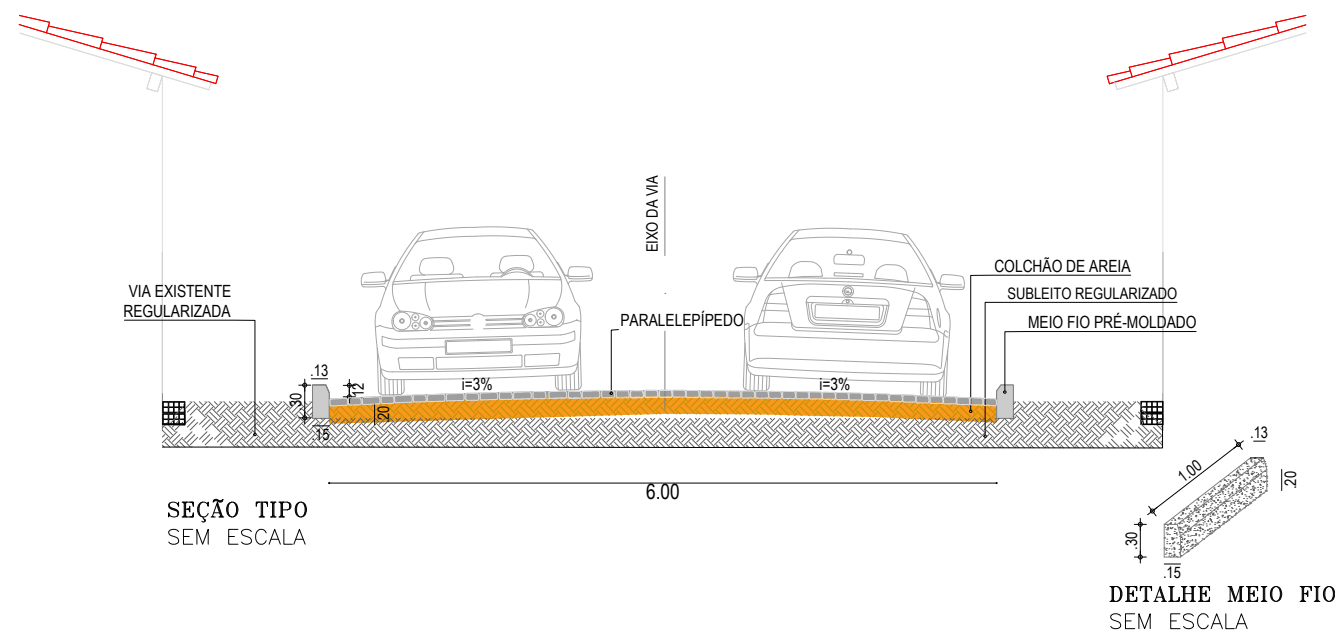 EIXO DA VIA
COLCHÃO DE AREIA
VIA EXISTENTE
REGULARIZADA
SUBLEITO REGULARIZADO
PARALELEPÍPEDO
MEIO FIO PRÉ-MOLDADO
.13
.12
i=3%
i=3%
.30
.20
.15
6.00
SEÇÃO TIPO
SEM ESCALA
.13
1.00
.20
.30
.15
DETALHE MEIO FIO
SEM ESCALA